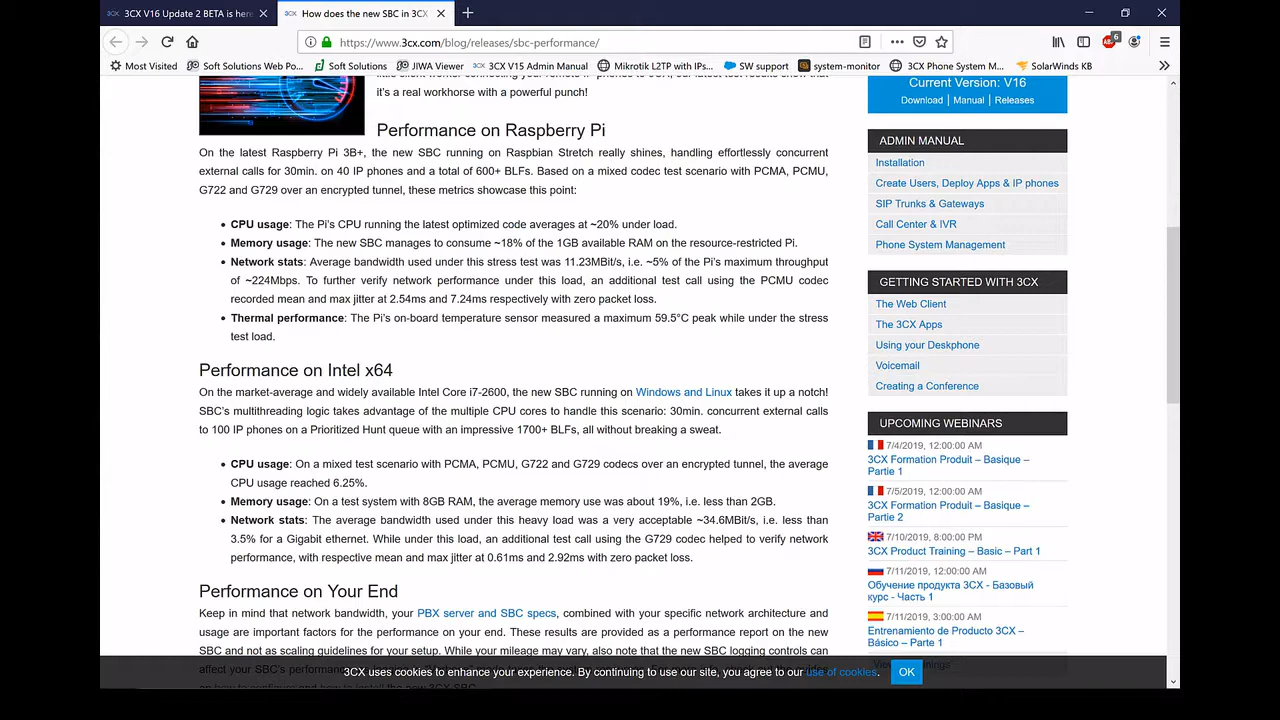 3CX V16 Update 2 BETA is here
How does the new SBC in 3CX
https://www.3cx.com/blog/releases/sbc-performance/
6
Most Visited
Soft Solutions Web Po...
Soft Solutions
JIWA Viewer
3CX V15 Admin Manual
Mikrotik L2TP with IPs...
SW support
system-monitor
3CX Phone System M...
SolarWinds KB
it's a real workhorse with a powerful punch!
Performance on Raspberry Pi
On the latest Raspberry Pi 3B+, the new SBC running on Raspbian Stretch really shines, handling effortlessly concurrent
external calls for 30min. on 40 IP phones and a total of 600+ BLFs. Based on a mixed codec test scenario with PCMA, PCMU,
G722 and G729 over an encrypted tunnel, these metrics showcase this point:
• CPU usage: The Pi's CPU running the latest optimized code averages at ~20% under load.
• Memory usage: The new SBC manages to consume ~18% of the 1GB available RAM on the resource-restricted Pi.
• Network stats: Average bandwidth used under this stress test was 11.23MBit/s, i.e. ~5% of the Pi's maximum throughput
of ~224Mbps. To further verify network performance under this load, an additional test call using the PCMU codec
recorded mean and max jitter at 2.54ms and 7.24ms respectively with zero packet loss.
• Thermal performance: The Pi's on-board temperature sensor measured a maximum 59.5°C peak while under the stress
test load.
Performance on Intel x64
On the market-average and widely available Intel Core i7-2600, the new SBC running on Windows and Linux takes it up a notch!
SBC's multithreading logic takes advantage of the multiple CPU cores to handle this scenario: 30min. concurrent external calls
to 100 IP phones on a Prioritized Hunt queue with an impressive 1700+ BLFs, all without breaking a sweat.
• CPU usage: On a mixed test scenario with PCMA, PCMU, G722 and G729 codecs over an encrypted tunnel, the average
CPU usage reached 6.25%.
• Memory usage: On a test system with 8GB RAM, the average memory use was about 19%, i.e. less than 2GB.
• Network stats: The average bandwidth used under this heavy load was a very acceptable ~34.6MBit/s, i.e. less than
3.5% for a Gigabit ethernet. While under this load, an additional test call using the G729 codec helped to verify network
performance, with respective mean and max jitter at 0.61ms and 2.92ms with zero packet loss.
Performance on Your End
Keep in mind that network bandwidth, your PBX server and SBC specs, combined with your specific network architecture and
usage are important factors for the performance on your end. These results are provided as a performance report on the new
SBC and not as scaling guidelines for your setup. While your mileage may vary, also note that the new SBC logging controls can
affect your SBC's
Current Version: V16
Download | Manual | Releases
ADMIN MANUAL
Installation
Create Users, Deploy Apps & IP phones
SIP Trunks & Gateways
Call Center & IVR
Phone System Management
GETTING STARTED WITH 3CX
The Web Client
The 3CX Apps
Using your Deskphone
Voicemail
Creating a Conference
UPCOMING WEBINARS
7/4/2019, 12:00:00 AM
3CX Formation Produit – Basique –
Partie 1
7/5/2019, 12:00:00 AM
3CX Formation Produit – Basique –
Partie 2
7/10/2019, 8:00:00 PM
3CX Product Training – Basic – Part 1
7/11/2019, 12:00:00 AM
Обучение продукта 3CX - Базовый
курс - Часть 1
7/11/2019, 3:00:00 AM
Entrenamiento de Producto 3CX –
Básico – Parte 1
3CX uses cookies to enhance your experience. By continuing to use our site, you agree to our use of cookies.
OK